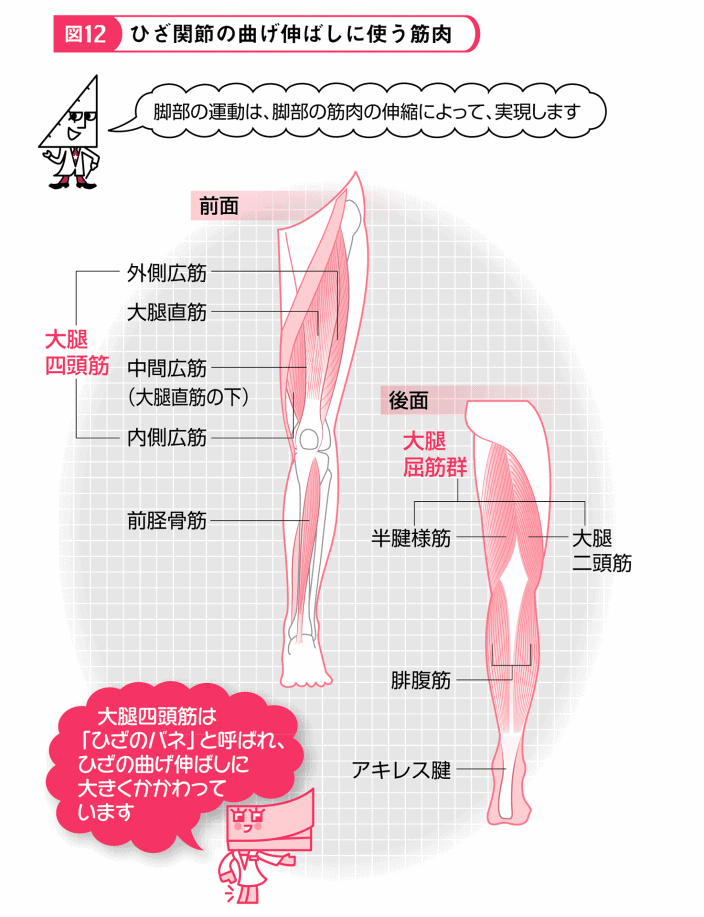 図12 ひざ関節の曲げ伸ばしに使う筋肉
脚部の運動は、脚部の筋肉の伸縮によって、実現します
前面
外側広筋
大腿直筋
大腿
四頭筋
中間広筋
（大腿直筋の下）
内側広筋
前脛骨筋
後面
大腿
屈筋群
半腱様筋
大腿
二頭筋
腓腹筋
アキレス腱
大腿四頭筋は
「ひざのバネ」と呼ばれ、
ひざの曲げ伸ばしに
大きくかかわって
います